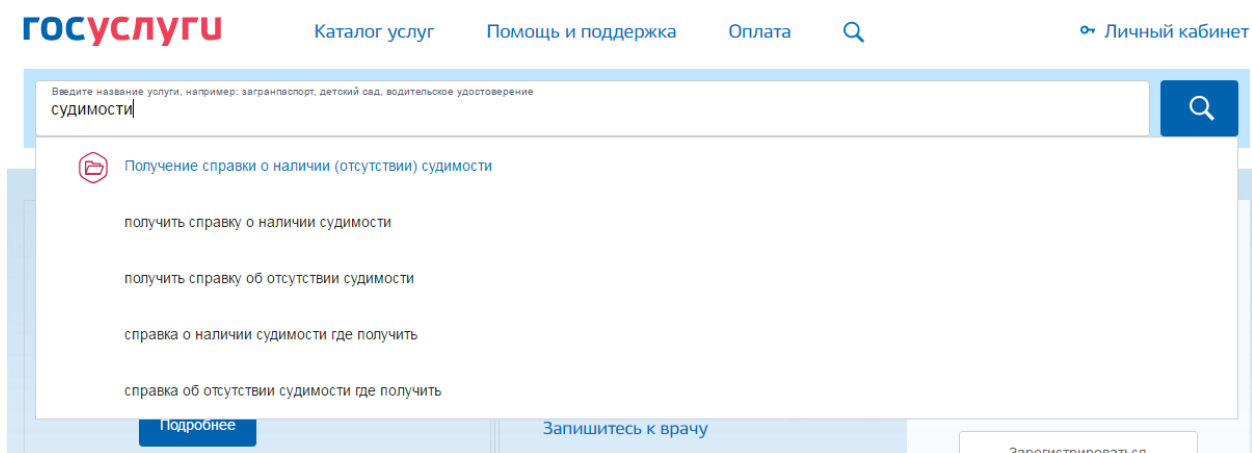 госуслуги
Каталог услуг
Помощь и поддержка
Оплата
Личный кабинет
Введите название услуги, например: загранпаспорт, детский сад, водительское удостоверение
судимости
Получение справки о наличии (отсутствии) судимости
получить справку о наличии судимости
получить справку об отсутствии судимости
справка о наличии судимости где получить
справка об отсутствии судимости где получить
Подробнее
Запишитесь к врачу
Зарегистрироваться